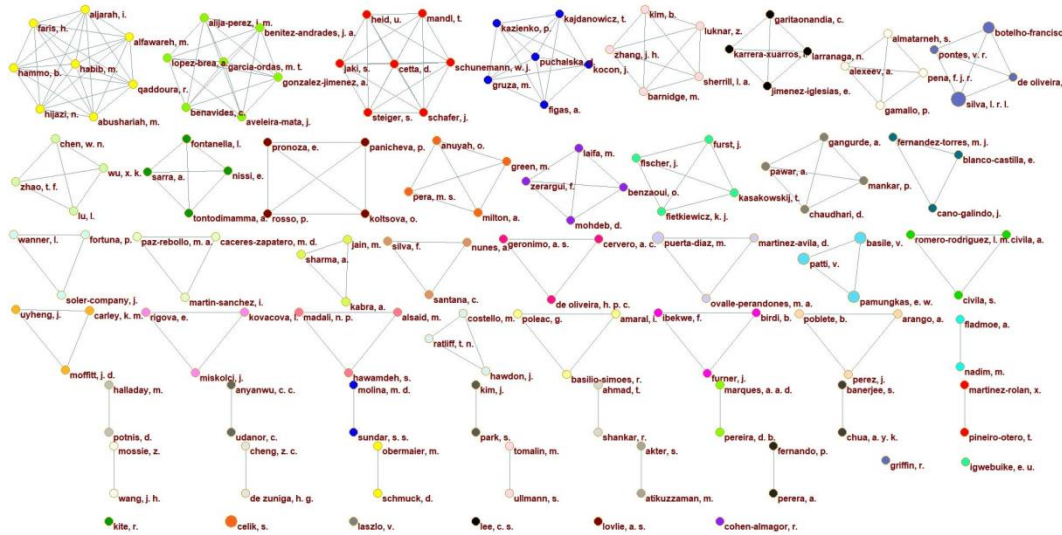 aljarah, i.
faris, h.
alfawareh, m.
hammo, b.
habib, m.
qaddoura, r.
hijazi, n.
abushariah, m.
alija-perez, j. m.
benitez-andrades, j. a.
lopez-brea, a.
garcia-ordas, m. t.
gonzalez-jimenez, a.
benavides, c.
aveleira-mata, j.
heid, u.
mandl, t.
jaki, s.
cetta, d.
schunemann, w. j.
steiger, s.
schafer, j.
kazienko, p.
kajdanowicz, t.
puchalska, d.
gruza, m.
kocon, j.
figas, a.
kim, b.
luknar, z.
zhang, j. h.
sherrill, l. a.
barnidge, m.
garitaonandia, c.
karrera-xuarros, i.
larranaga, n.
jimenez-iglesias, e.
almatarneh, s.
alexeev, a.
pena, f. j. r.
gamallo, p.
botelho-francisco
pontes, v. r.
de oliveira,
silva, l. r. l.
chen, w. n.
wu, x. k.
zhao, t. f.
lu, l.
fontanella, l.
sarra, a.
nissi, e.
tontodimamma, a.
pronoza, e.
panicheva, p.
rosso, p.
koltsova, o.
anuyah, o.
green, m.
pera, m. s.
milton, a.
laifa, m.
zerargui, f.
benzaoui, a.
mohdeb, d.
furst, j.
fischer, j.
kasakowskij, t.
fietkiewicz, k. j.
gangurde, a.
pawar, a.
mankar, p.
chaudhari, d.
fernandez-torres, m. j.
blanco-castilla, e.
cano-galindo, j.
wanner, l.
fortuna, p.
soler-company, j.
paz-rebollo, m. a.
caceres-zapatero, m. d.
martin-sanchez, i.
jain, m.
sharma, a.
kabra, a.
silva, f.
nunes, a.
santana, c.
geronimo, a. s.
cervero, a. c.
de oliveira, h. p. c.
puerta-diaz, m.
martinez-avila, d.
ovalle-perandones, m. a.
basile, v.
patti, v.
pamungkas, e. w.
romero-rodriguez, l. m.
civila, a.
civila, s.
uyheng, j.
carley, k. m.
moffitt, j. d.
rigova, e.
kovacova, l.
miskolci, j.
madali, n. p.
alsaid, m.
hawamdeh, s.
costello, m.
ratliff, t. n.
hawdon, j.
poleac, g.
amaral, i.
basilio-simoes, r.
ibekwe, f.
birdi, b.
furner, j.
poblete, b.
arango, a.
perez, j.
fladmoe, a.
nadim, m.
halladay, m.
potnis, d.
anyanwu, c. c.
udanor, c.
molina, m. d.
sundar, s. s.
kim, j.
park, s.
ahmad, t.
shankar, r.
marques, a. a. d.
pereira, d. b.
banerjee, s.
chua, a. y. k.
martinez-rolan, x.
pineiro-otero, t.
mossie, z.
wang, j. h.
cheng, z. c.
de zuniga, h. g.
obermaier, m.
schmuck, d.
tomalin, m.
ullmann, s.
akter, s.
atikuzzaman, m.
fernando, p.
perera, a.
griffin, r.
igwebuike, e. u.
kite, r.
celik, s.
laszlo, v.
lee, c. s.
lovlie, a. s.
cohen-almagor, r.